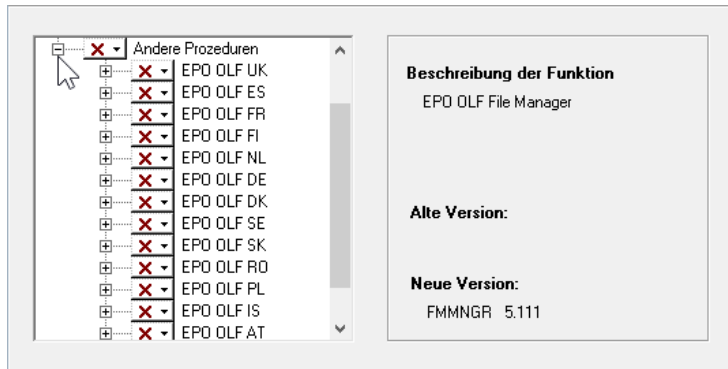 Andere Prozeduren
EPO OLF UK
EPO OLF ES
EPO OLF FR
EPO OLF FI
EPO OLF NL
EPO OLF DE
EPO OLF DK
EPO OLF SE
EPO OLF SK
EPO OLF RO
EPO OLF PL
EPO OLF IS
EPO OLF AT
Beschreibung der Funktion
EPO OLF File Manager
Alte Version:
Neue Version:
FMMNGR 5.111